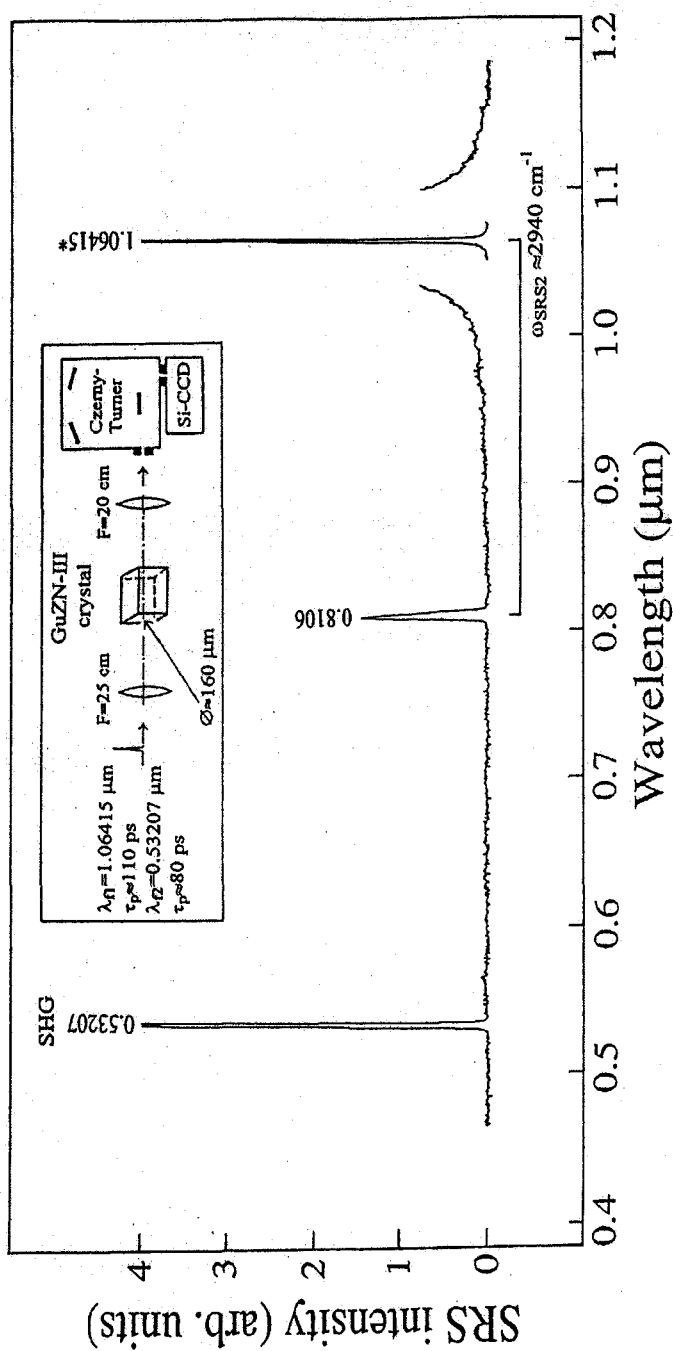 SRS intensity (arb. units)
4
3
2
1
0
SHG
0.53207
0.8106
1.06415*
ωSRS2 ≈2940 cm⁻¹
λf1=1.06415 µm
τp≈110 ps
λf2=0.53207 µm
τp≈80 ps
F=25 cm
Ø≈160 µm
GuZN-III
crystal
F=20 cm
Czerny-
Turner
Si-CCD
0.4
0.5
0.6
0.7
0.8
0.9
1.0
1.1
1.2
Wavelength (µm)